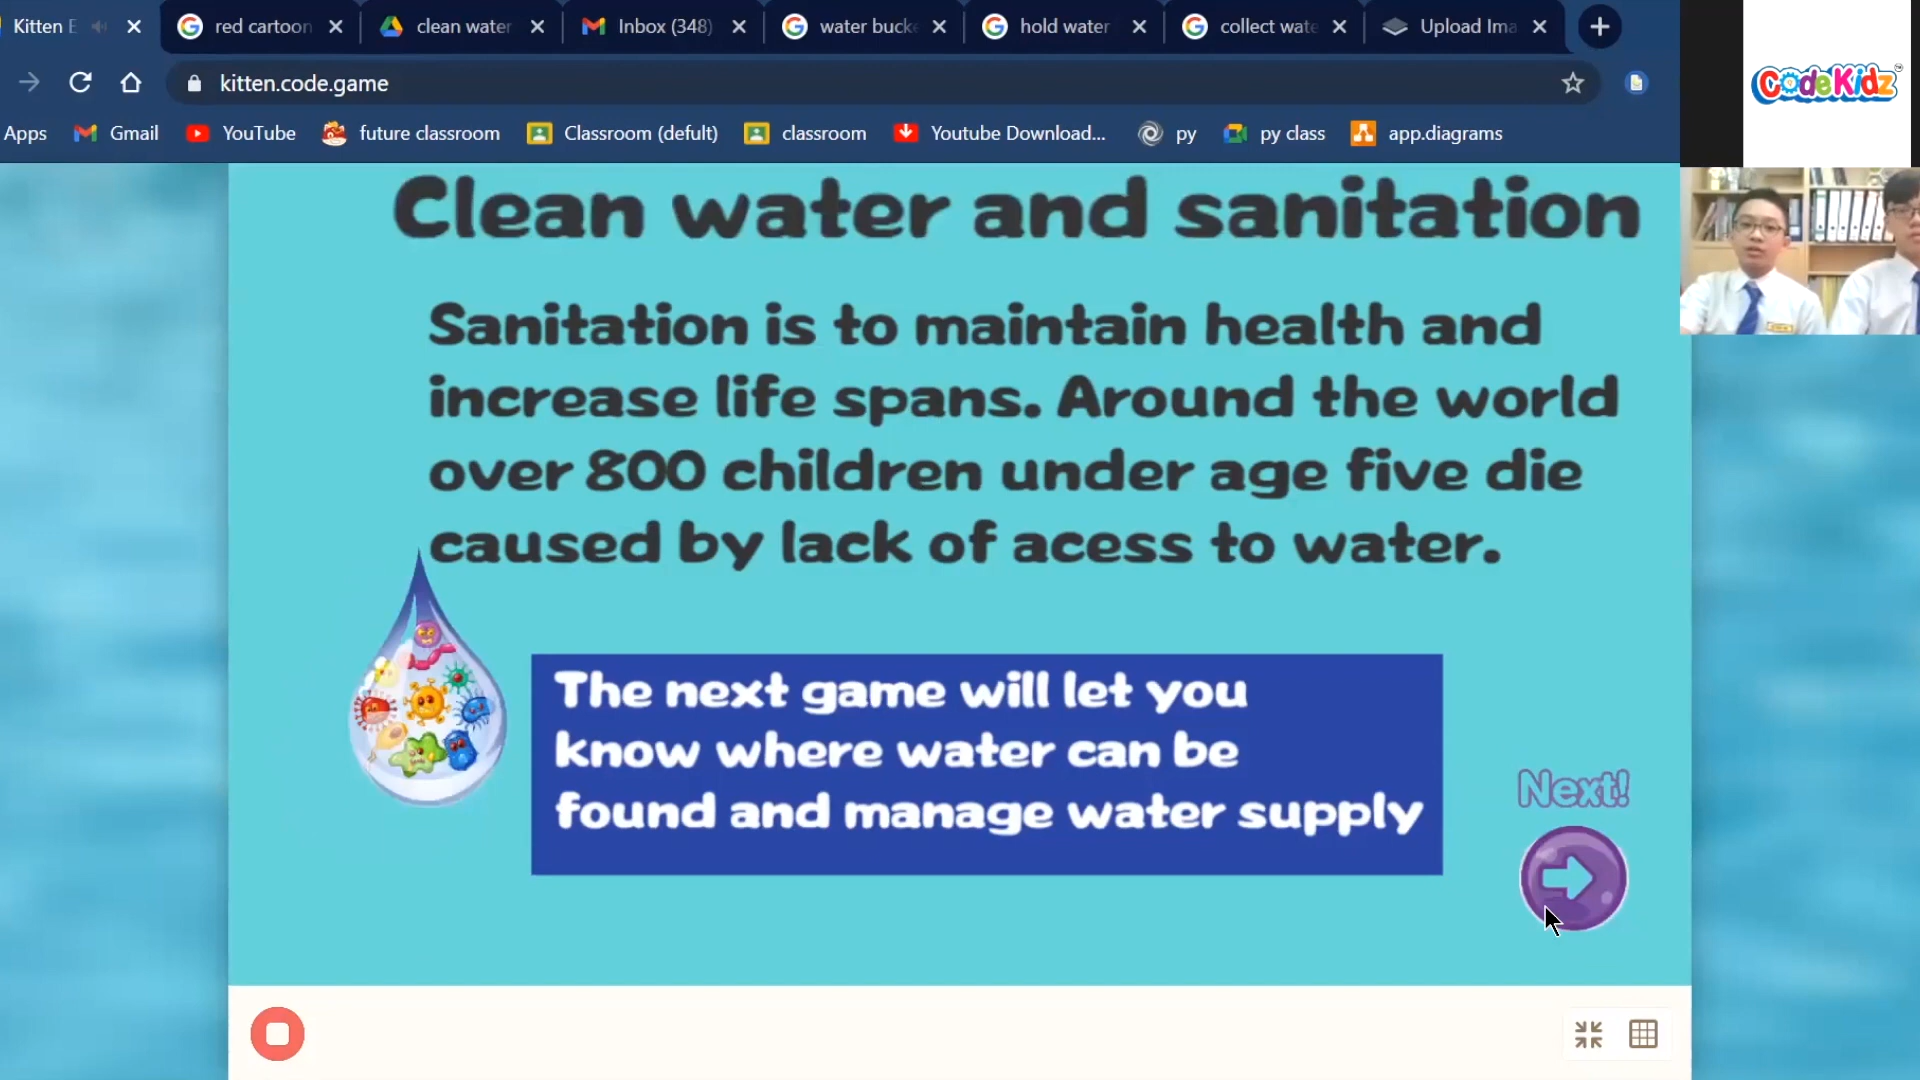 Kitten E
red cartoon
clean water
Inbox (348)
water buck
hold water
collect wate
Upload Ima
kitten.code.game
Apps
Gmail
YouTube
future classroom
Classroom (defult)
classroom
Youtube Download...
py
py class
app.diagrams
CodeKidz
Clean water and sanitation
Sanitation is to maintain health and
increase life spans. Around the world
over 800 children under age five die
caused by lack of acess to water.
The next game will let you
know where water can be
found and manage water supply
Next!